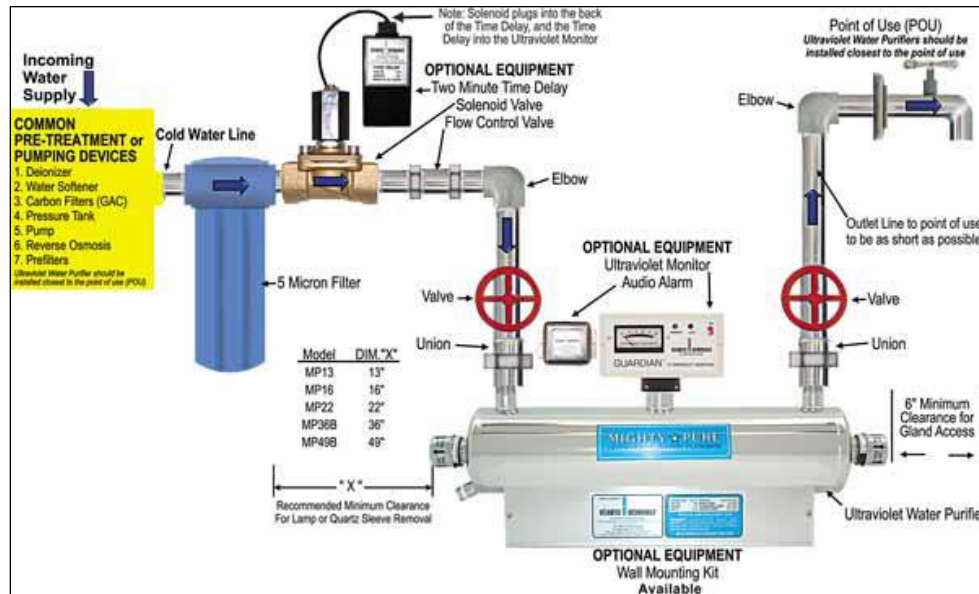 Note: Solenoid plugs into the back
of the Time Delay, and the Time
Delay into the Ultraviolet Monitor
Point of Use (POU)
Ultraviolet Water Purifiers should be
installed closest to the point of use
Incoming
Water
Supply
OPTIONAL EQUIPMENT
Two Minute Time Delay
Solenoid Valve
Flow Control Valve
Elbow
COMMON
PRE-TREATMENT or
PUMPING DEVICES
1. Deionizer
2. Water Softener
3. Carbon Filters (GAC)
4. Pressure Tank
5. Pump
6. Reverse Osmosis
7. Prefilters
Ultraviolet Water Purifier should be
installed closest to the point of use (POU)
Cold Water Line
Elbow
Outlet Line to point of use
to be as short as possible
5 Micron Filter
OPTIONAL EQUIPMENT
Ultraviolet Monitor
Audio Alarm
Valve
Valve
Union
Union
GUARDIAN
Model DIM."X"
MP13 13"
MP16 16"
MP22 22"
MP36B 36"
MP49B 49"
6" Minimum
Clearance for
Gland Access
MIGHTY PURE
"X"
Recommended Minimum Clearance
For Lamp or Quartz Sleeve Removal
Ultraviolet Water Purifie
OPTIONAL EQUIPMENT
Wall Mounting Kit
Available